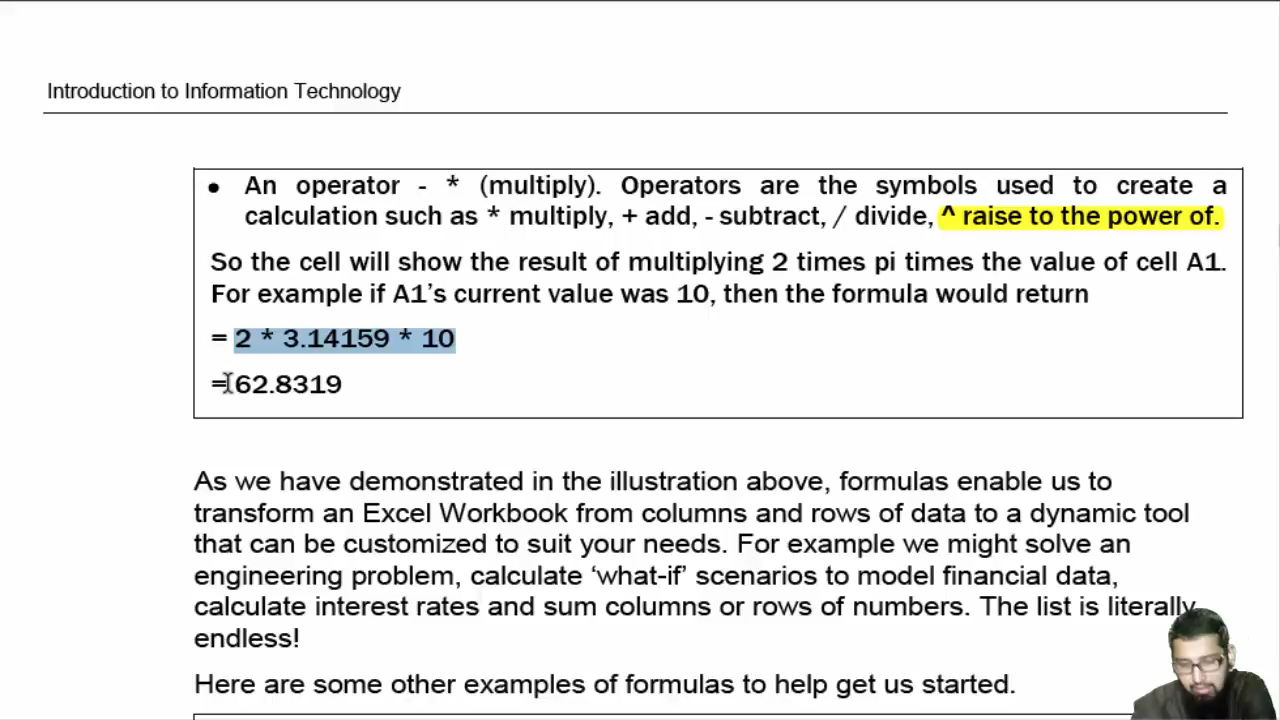 Introduction to Information Technology
• An operator - * (multiply). Operators are the symbols used to create a
calculation such as * multiply, + add, - subtract, / divide, ^ raise to the power of.
So the cell will show the result of multiplying 2 times pi times the value of cell A1.
For example if A1's current value was 10, then the formula would return
= 2 * 3.14159 * 10
= 62.8319
As we have demonstrated in the illustration above, formulas enable us to
transform an Excel Workbook from columns and rows of data to a dynamic tool
that can be customized to suit your needs. For example we might solve an
engineering problem, calculate ‘what-if’ scenarios to model financial data,
calculate interest rates and sum columns or rows of numbers. The list is literally
endless!
Here are some other examples of formulas to help get us started.